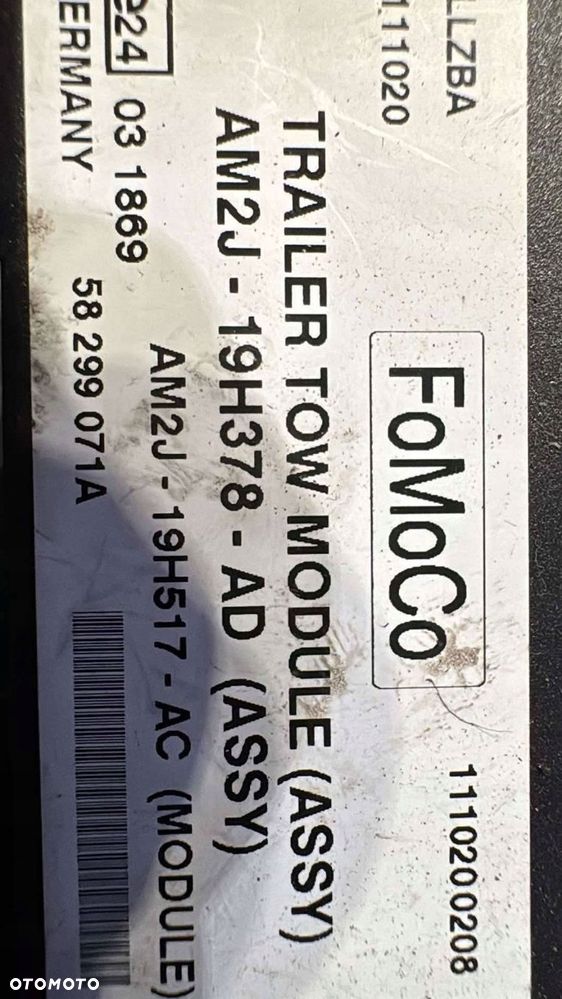 LLZBA
111020
FoMoCo
1110200208
TRAILER TOW MODULE (ASSY)
AM2J - 19H378 - AD (ASSY)
AM2J - 19H517 - AC (MODULE)
e24 03 1869
58 299 071A
ERMANY
OTOMOTO